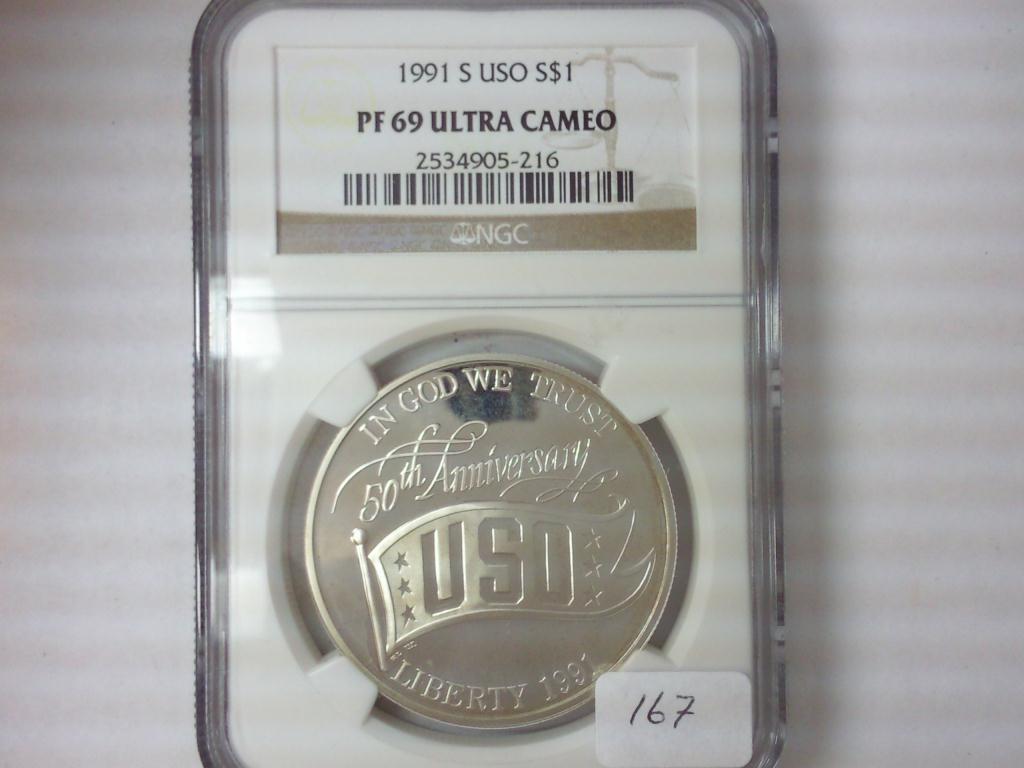 1991 S USO S$1
PF 69 ULTRA CAMEO
2534905-216
NGC
IN GOD WE TRUST
50th Anniversary
USO
LIBERTY 1991
167